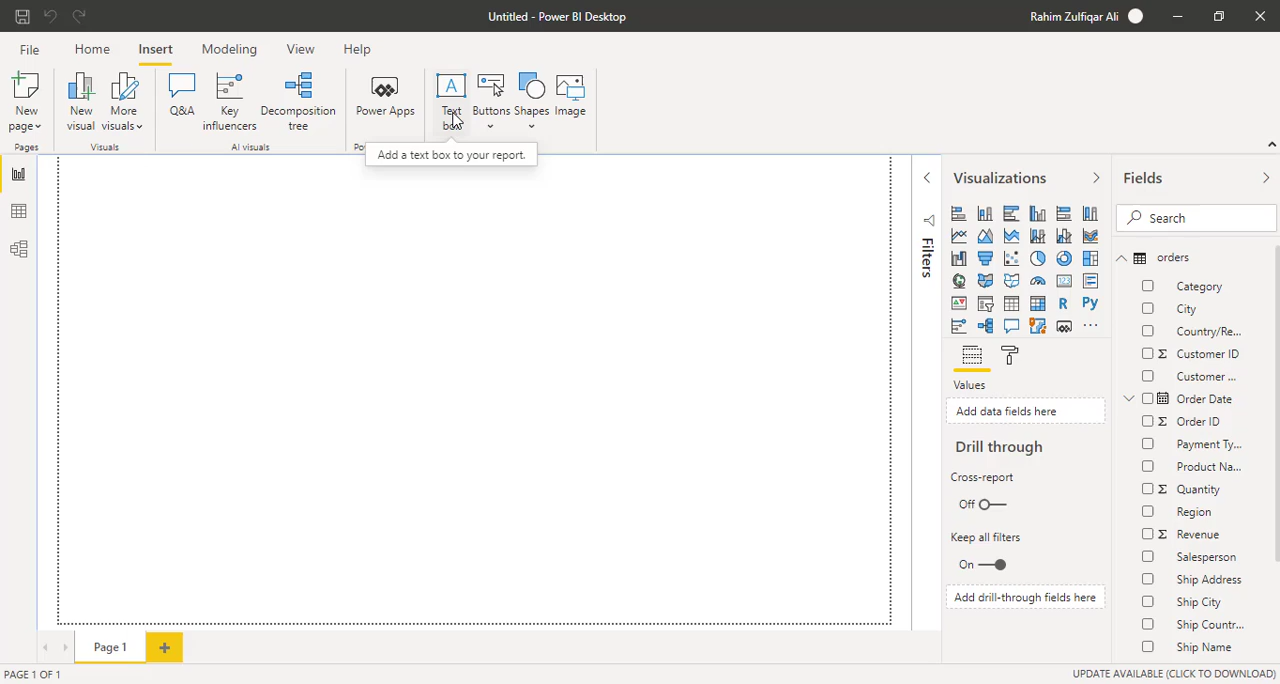 Untitled - Power BI Desktop
Rahim Zulfiqar Ali
File Home Insert Modeling View Help
New page
New visual
More visuals
Q&A
Key influencers
Decomposition tree
Power Apps
Text box
Buttons
Shapes
Image
Pages
Visuals
AI visuals
Add a text box to your report.
Filters
Visualizations
R
Py
123
Values
Add data fields here
Drill through
Cross-report
Off
Keep all filters
On
Add drill-through fields here
Fields
Search
orders
Category
City
Country/Re...
Customer ID
Customer ...
Order Date
Order ID
Payment Ty...
Product Na...
Quantity
Region
Revenue
Salesperson
Ship Address
Ship City
Ship Countr...
Ship Name
Page 1
PAGE 1 OF 1
UPDATE AVAILABLE (CLICK TO DOWNLOAD)